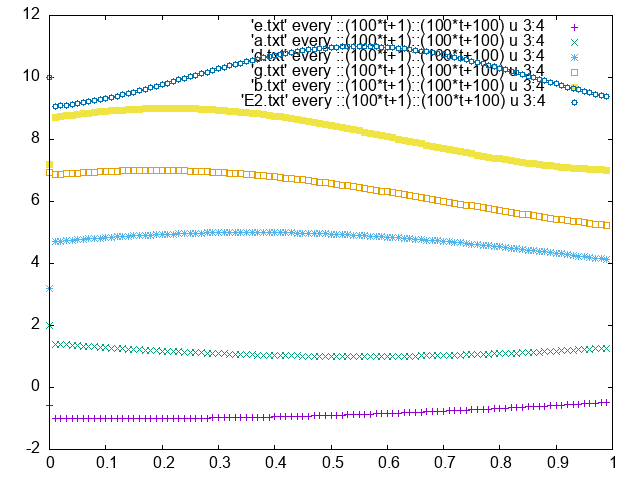 12
'e.txt' every ::(100*t+1)::(100*t+100) u 3:4
'a.txt' every ::(100*t+1)::(100*t+100) u 3:4
'd.txt' every ::(100*t+1)::(100*t+100) u 3:4
'g.txt' every ::(100*t+1)::(100*t+100) u 3:4
10
'b.txt' every ::(100*t+1)::(100*t+100) u 3:4
'E2.txt' every ::(100*t+1)::(100*t+100) u 3:4
8
6
4
2
0
-2
0 0.1 0.2 0.3 0.4 0.5 0.6 0.7 0.8 0.9 1